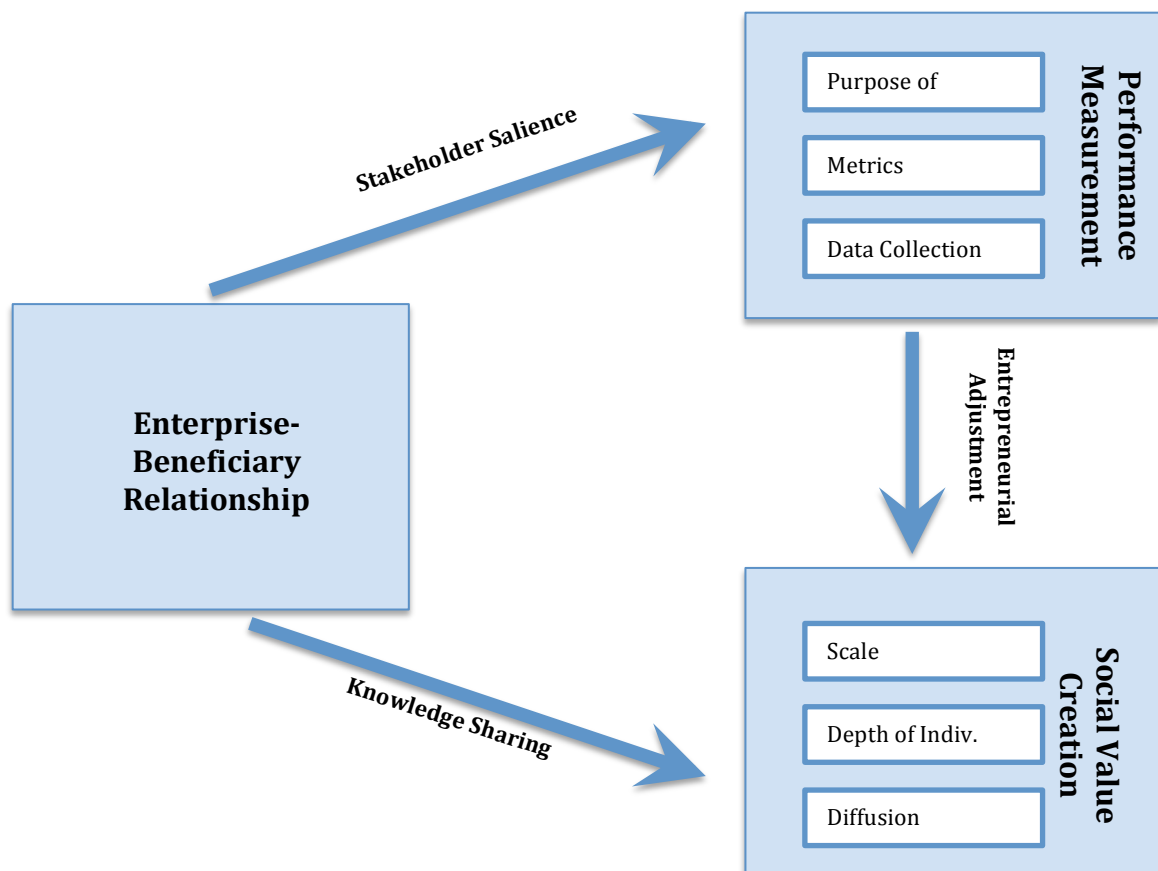 Purpose of
Metrics
Data Collection
Performance
Measurement
Stakeholder Salience
Enterprise-
Beneficiary
Relationship
Entrepreneurial
Adjustment
Knowledge Sharing
Scale
Depth of Indiv.
Diffusion
Social Value
Creation